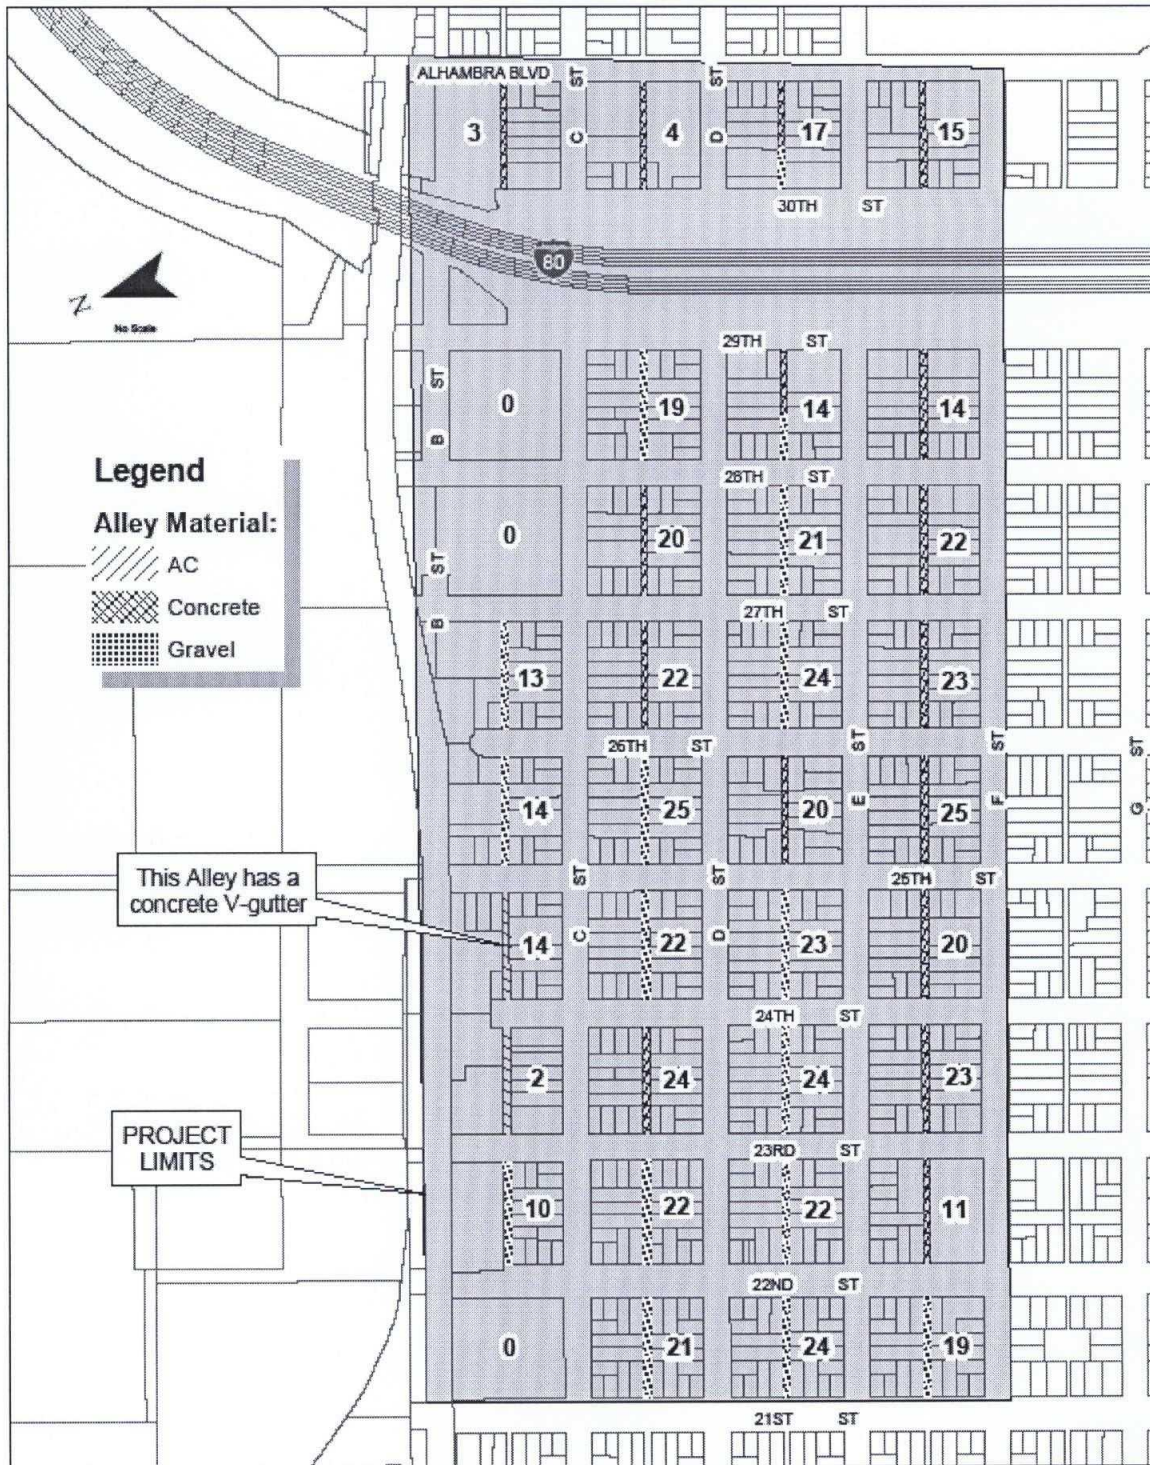 ALHAMBRA BLVD
ST
ST
C
D
3
4
17
15
30TH ST
80
N
No Scale
29TH ST
ST
B
0
19
14
14
28TH ST
Legend
Alley Material:
AC
Concrete
Gravel
ST
B
0
20
21
22
27TH ST
13
22
24
23
26TH ST
ST
E
ST
F
ST
G
14
25
20
25
This Alley has a
concrete V-gutter
ST
C
ST
D
25TH ST
14
22
23
20
24TH ST
2
24
24
23
PROJECT
LIMITS
23RD ST
10
22
22
11
22ND ST
0
21
24
19
21ST ST